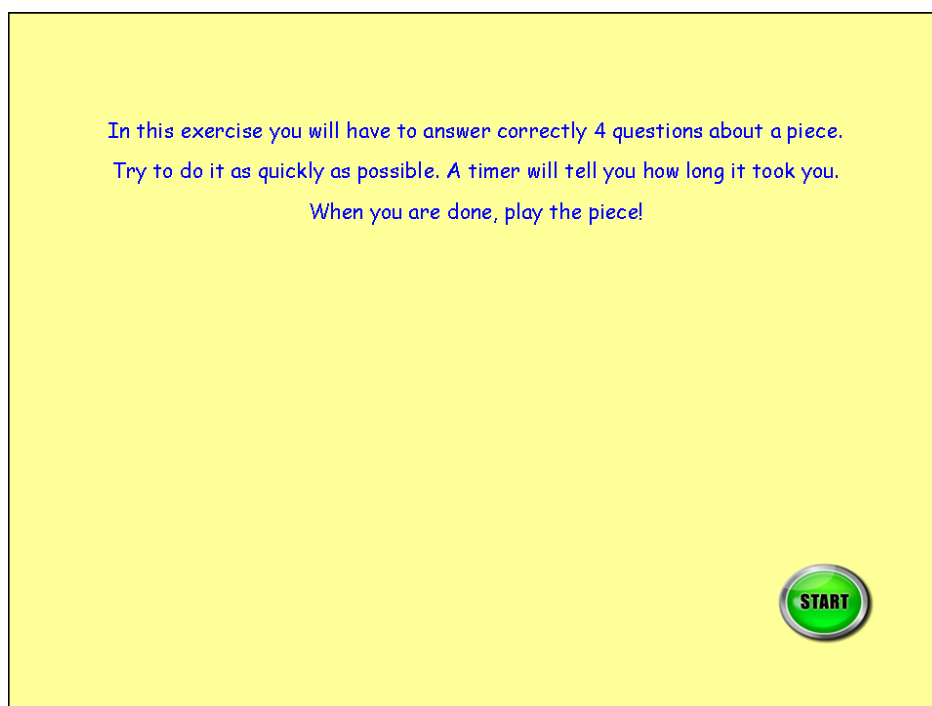 In this exercise you will have to answer correctly 4 questions about a piece.
Try to do it as quickly as possible. A timer will tell you how long it took you.
When you are done, play the piece!
START